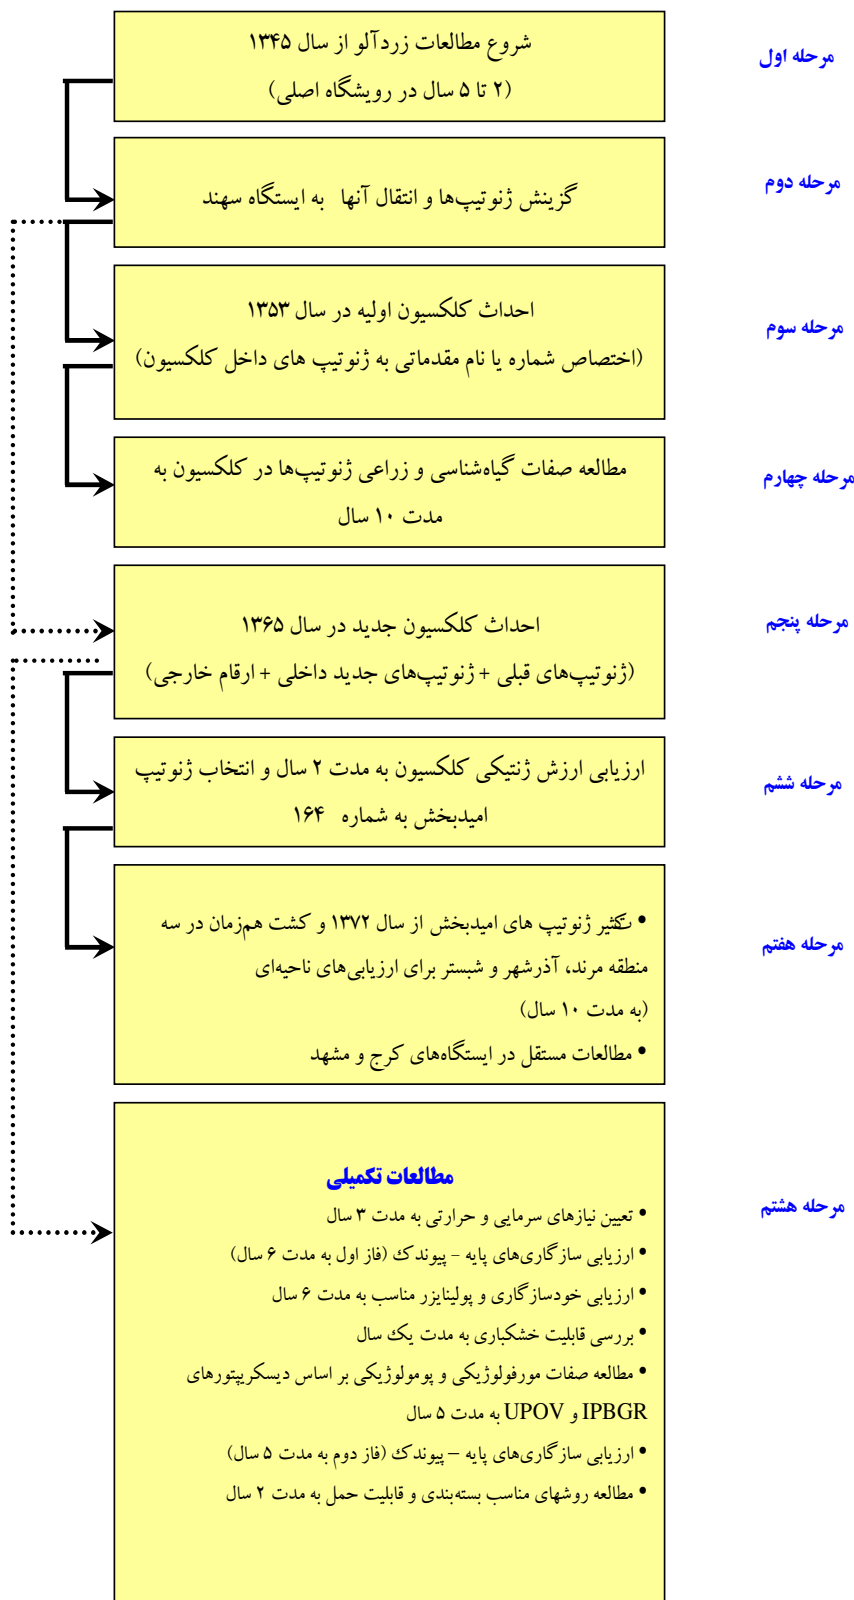 مرحله اول
شروع مطالعات زردآلو از سال ۱۳۴۵
(۲ تا ۵ سال در رویشگاه اصلی)
مرحله دوم
گزینش ژنوتیپ‌ها و انتقال آنها به ایستگاه سهند
مرحله سوم
احداث کلکسیون اولیه در سال ۱۳۵۳
(اختصاص شماره یا نام مقدماتی به ژنوتیپ های داخل کلکسیون)
مرحله چهارم
مطالعه صفات گیاه‌شناسی و زراعی ژنوتیپ‌ها در کلکسیون به
مدت ۱۰ سال
مرحله پنجم
احداث کلکسیون جدید در سال ۱۳۶۵
(ژنوتیپ‌های قبلی + ژنوتیپ‌های جدید داخلی + ارقام خارجی)
مرحله ششم
ارزیابی ارزش ژنتیکی کلکسیون به مدت ۲ سال و انتخاب ژنوتیپ
امیدبخش به شماره ۱۶۴
مرحله هفتم
• تکثیر ژنوتیپ های امیدبخش از سال ۱۳۷۲ و کشت هم‌زمان در سه
منطقه مرند، آذرشهر و شبستر برای ارزیابی‌های ناحیه‌ای
(به مدت ۱۰ سال)
• مطالعات مستقل در ایستگاه‌های کرج و مشهد
مرحله هشتم
مطالعات تکمیلی
• تعیین نیازهای سرمایی و حرارتی به مدت ۳ سال
• ارزیابی سازگاری‌های پایه - پیوندک (فاز اول به مدت ۶ سال)
• ارزیابی خودسازگاری و پولینایزر مناسب به مدت ۶ سال
• بررسی قابلیت خشکباری به مدت یک سال
• مطالعه صفات مورفولوژیکی و پومولوژیکی بر اساس دیسکریپتورهای
IPBGR و UPOV به مدت ۵ سال
• ارزیابی سازگاری‌های پایه – پیوندک (فاز دوم به مدت ۵ سال)
• مطالعه روشهای مناسب بسته‌بندی و قابلیت حمل به مدت ۲ سال